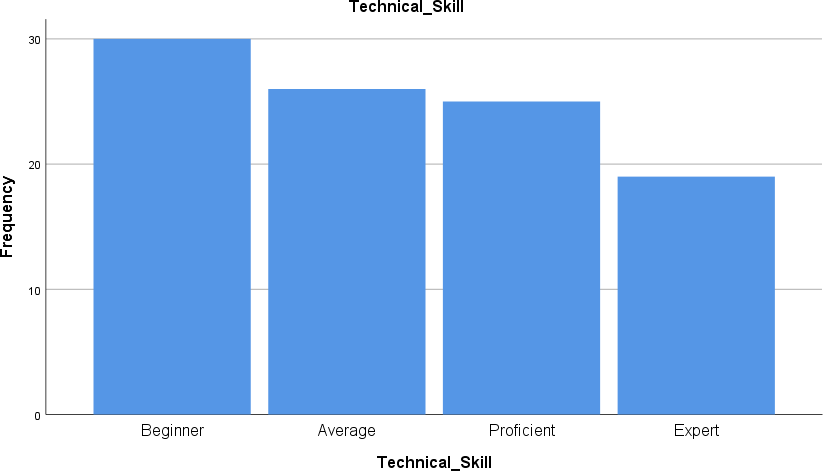 Technical_Skill
Frequency
30
20
10
0
Beginner Average Proficient Expert
Technical_Skill